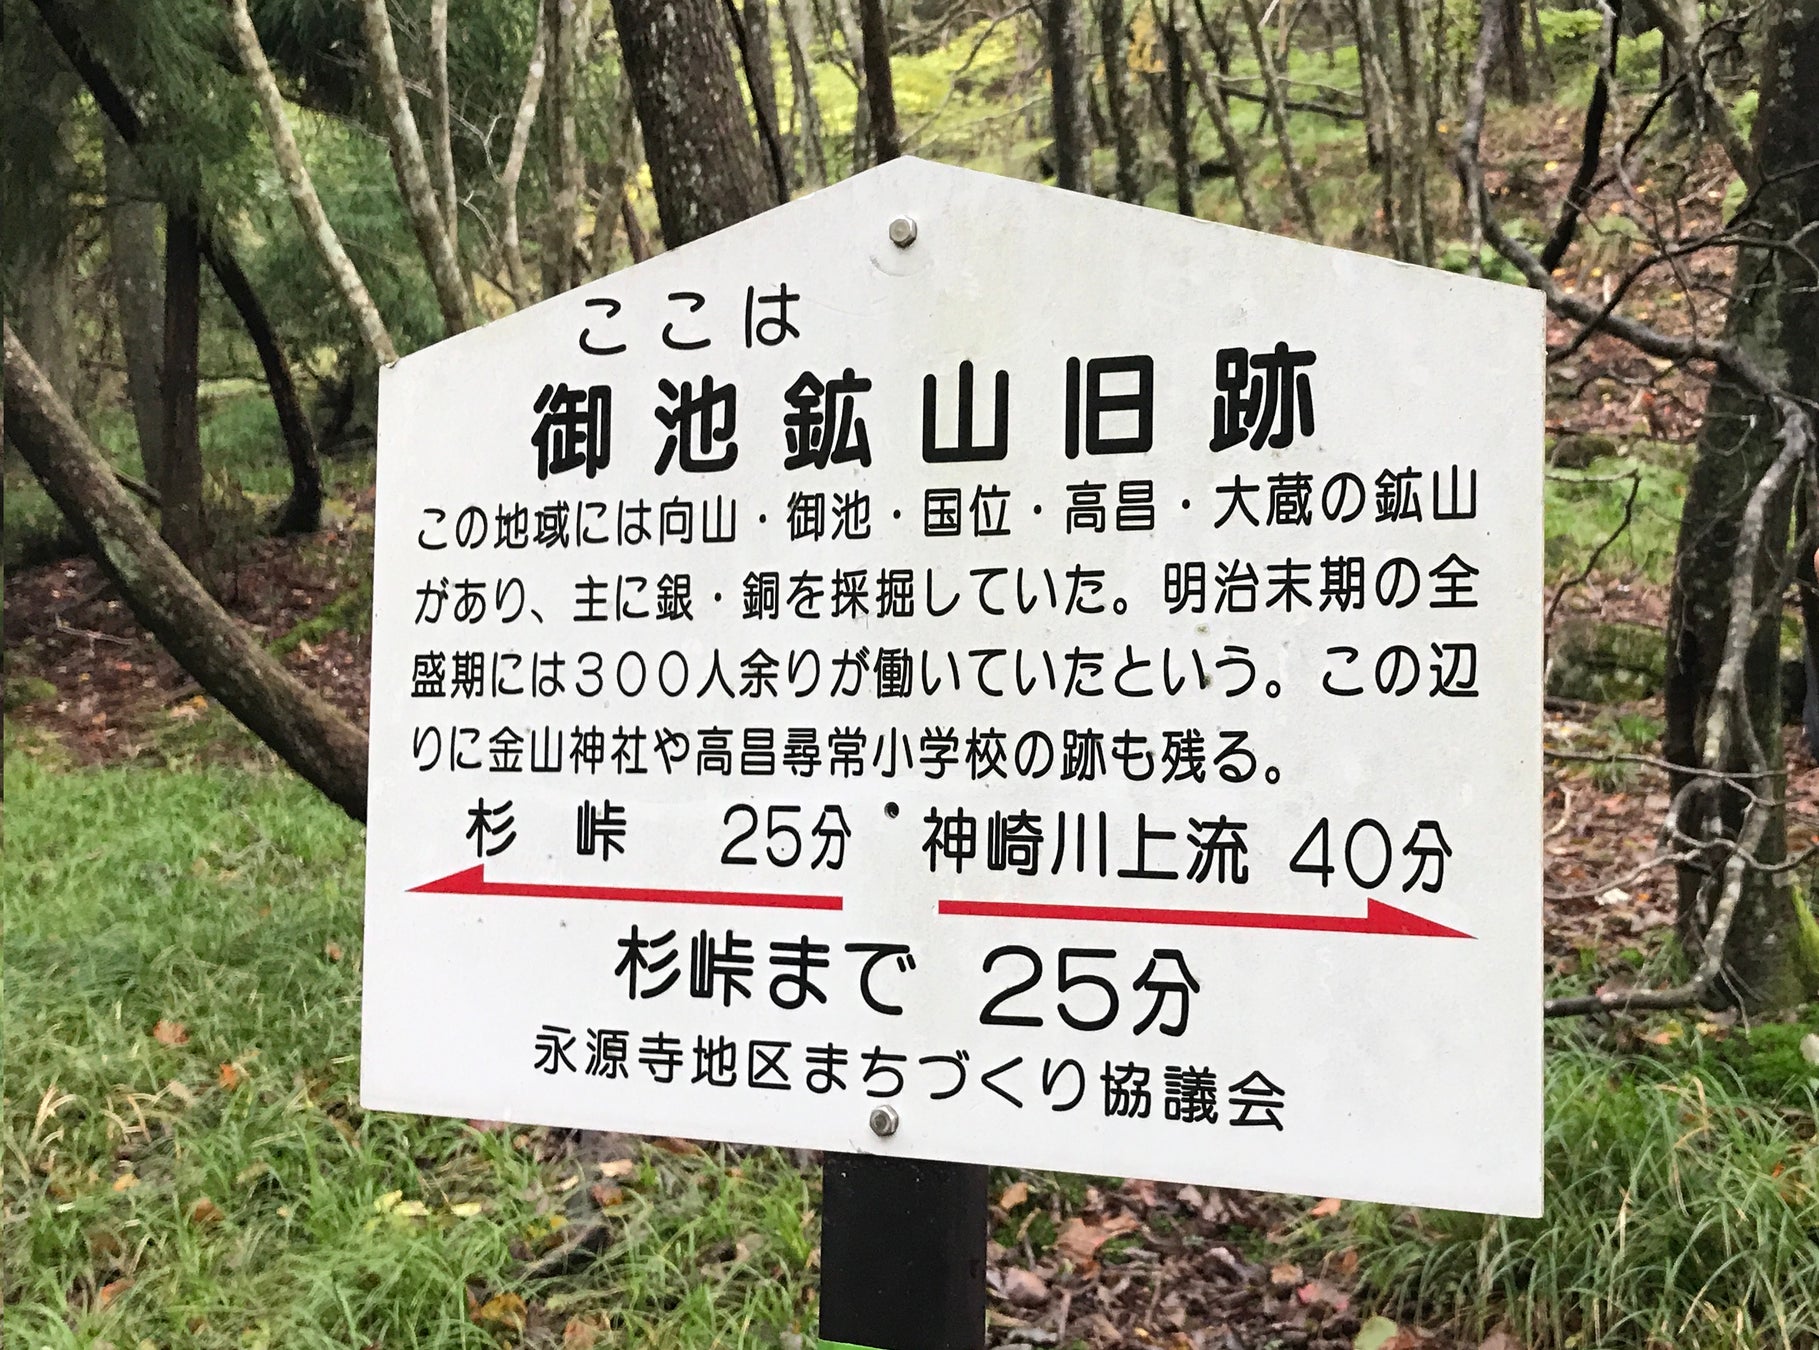 ここは
御池鉱山旧跡
この地域には向山・御池・国位・高昌・大蔵の鉱山
があり、主に銀・銅を採掘していた。明治末期の全
盛期には３００人余りが働いていたという。この辺
りに金山神社や高昌尋常小学校の跡も残る。
杉峠 25分 神崎川上流 40分
杉峠まで 25分
永源寺地区まちづくり協議会